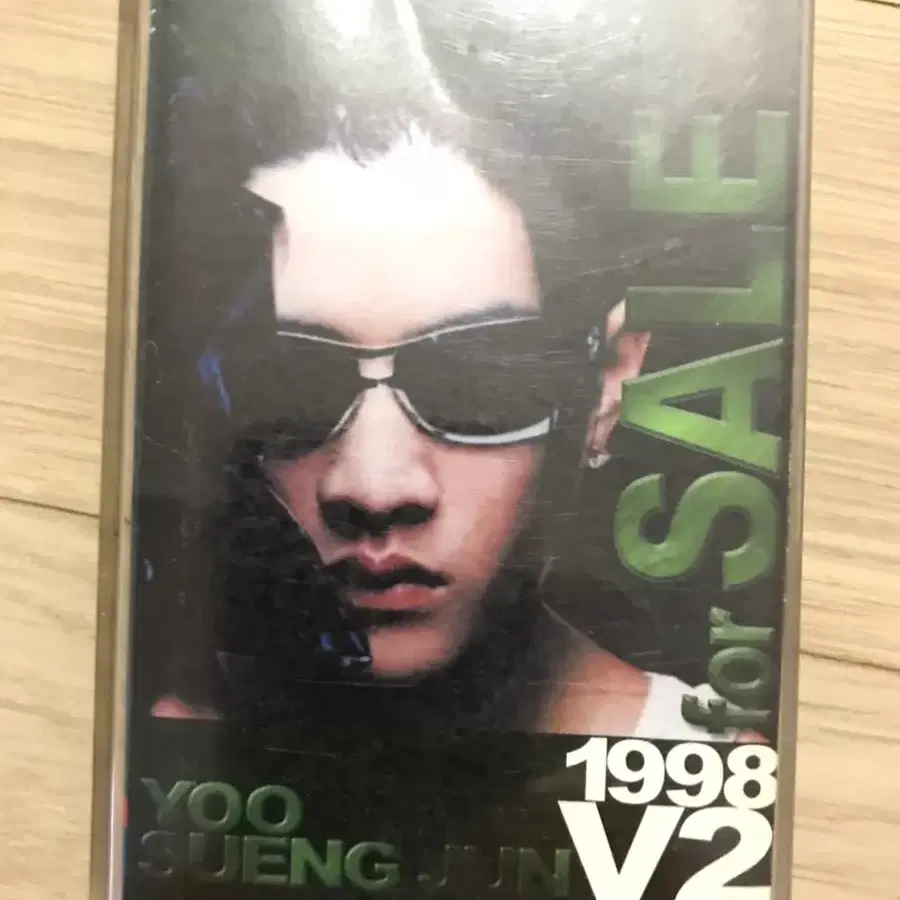 for SALE
1998
V2
YOO
SUENG JUN